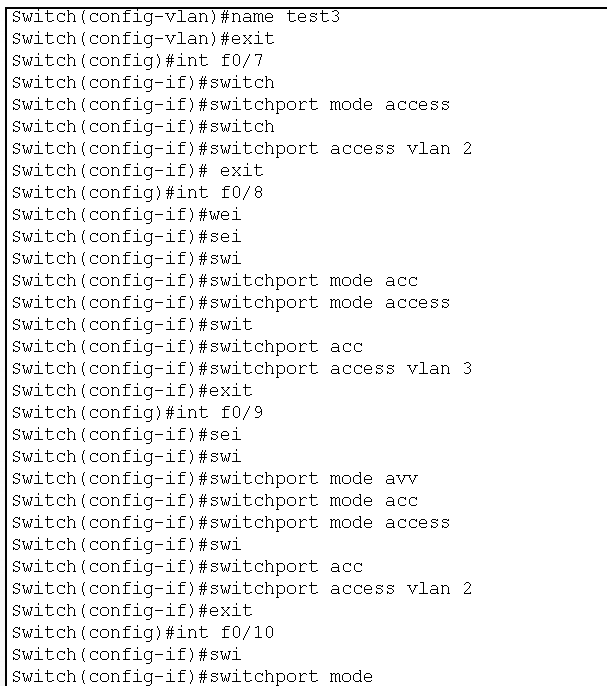 Switch(config-vlan)#name test3
Switch(config-vlan)#exit
Switch(config)#int f0/7
Switch(config-if)#switch
Switch(config-if)#switchport mode access
Switch(config-if)#switch
Switch(config-if)#switchport access vlan 2
Switch(config-if)# exit
Switch(config)#int f0/8
Switch(config-if)#wei
Switch(config-if)#sei
Switch(config-if)#swi
Switch(config-if)#switchport mode acc
Switch(config-if)#switchport mode access
Switch(config-if)#swit
Switch(config-if)#switchport acc
Switch(config-if)#switchport access vlan 3
Switch(config-if)#exit
Switch(config)#int f0/9
Switch(config-if)#sei
Switch(config-if)#swi
Switch(config-if)#switchport mode avv
Switch(config-if)#switchport mode acc
Switch(config-if)#switchport mode access
Switch(config-if)#swi
Switch(config-if)#switchport acc
Switch(config-if)#switchport access vlan 2
Switch(config-if)#exit
Switch(config)#int f0/10
Switch(config-if)#swi
Switch(config-if)#switchport mode